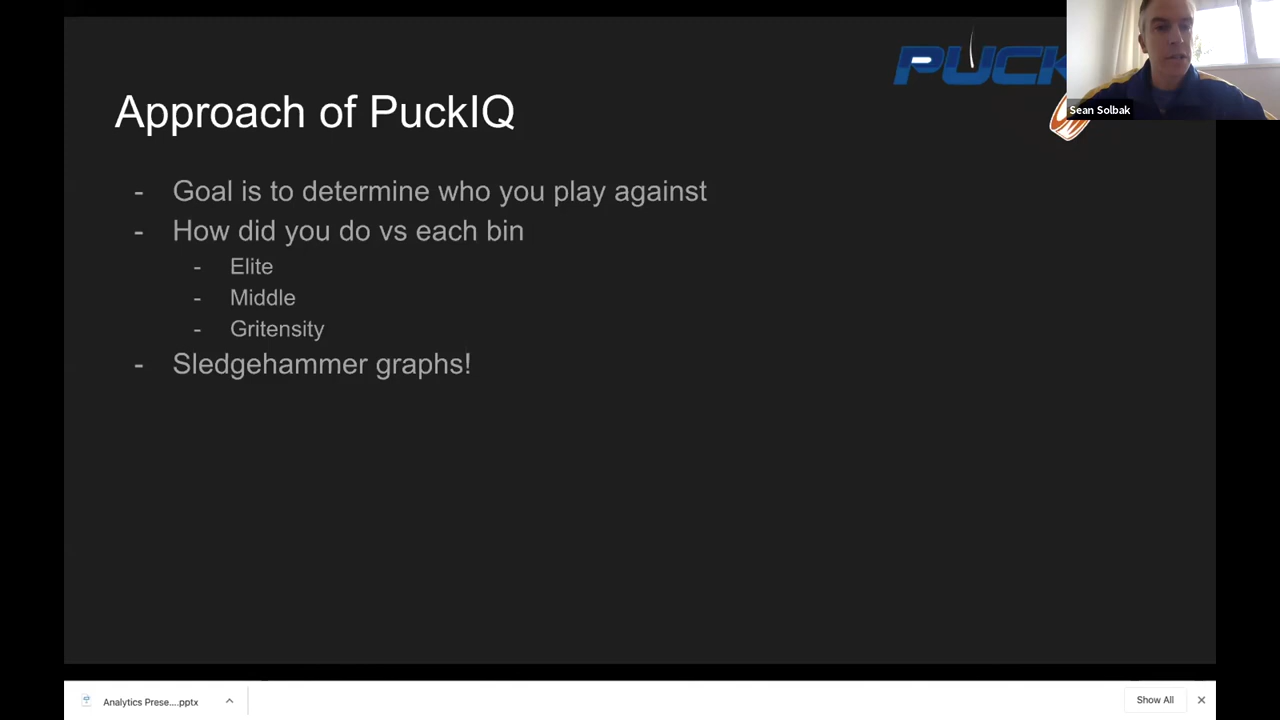 PUCK
Sean Solbak
Approach of PuckIQ
- Goal is to determine who you play against
- How did you do vs each bin
- Elite
- Middle
- Gritensity
- Sledgehammer graphs!
Analytics Prese....pptx
Show All